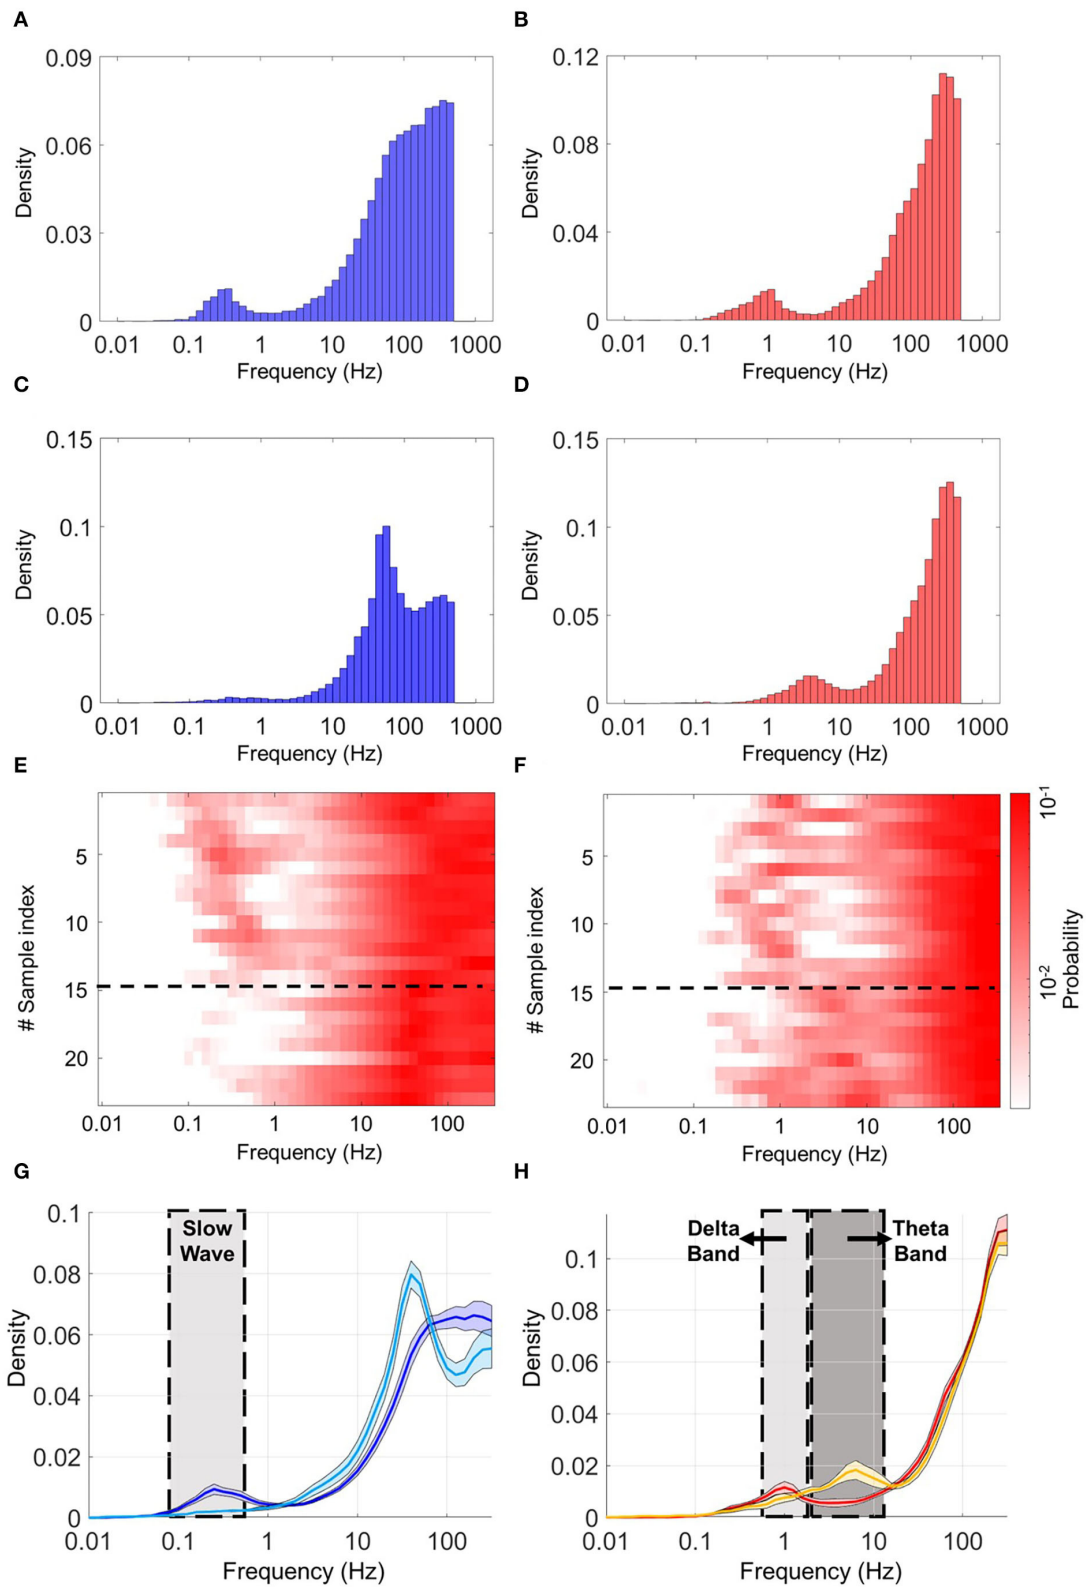 A
B
0.09
0.06
0.03
0
Density
0.01 0.1 1 10 100 1000
Frequency (Hz)
0.12
0.08
0.04
0
Density
0.01 0.1 1 10 100 1000
Frequency (Hz)
C
D
0.15
0.1
0.05
0
Density
0.01 0.1 1 10 100 1000
Frequency (Hz)
0.15
0.1
0.05
0
Density
0.01 0.1 1 10 100 1000
Frequency (Hz)
E
F
5
10
15
20
# Sample index
0.01 0.1 1 10 100
Frequency (Hz)
5
10
15
20
# Sample index
0.01 0.1 1 10 100
Frequency (Hz)
10-1
10-2
Probability
G
H
0.1
0.08
0.06
0.04
0.02
0
Density
Slow
Wave
0.01 0.1 1 10 100
Frequency (Hz)
0.1
0.08
0.06
0.04
0.02
0
Density
Delta
Band
Theta
Band
0.01 0.1 1 10 100
Frequency (Hz)